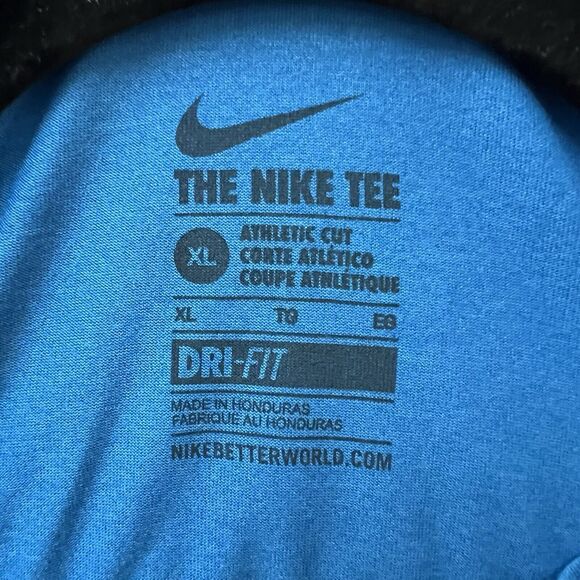 THE NIKE TEE
XL
ATHLETIC CUT
CORTE ATLÉTICO
COUPE ATHLÉTIQUE
XL TG EG
DRI-FIT
MADE IN HONDURAS
FABRIQUE AU HONDURAS
NIKEBETTERWORLD.COM